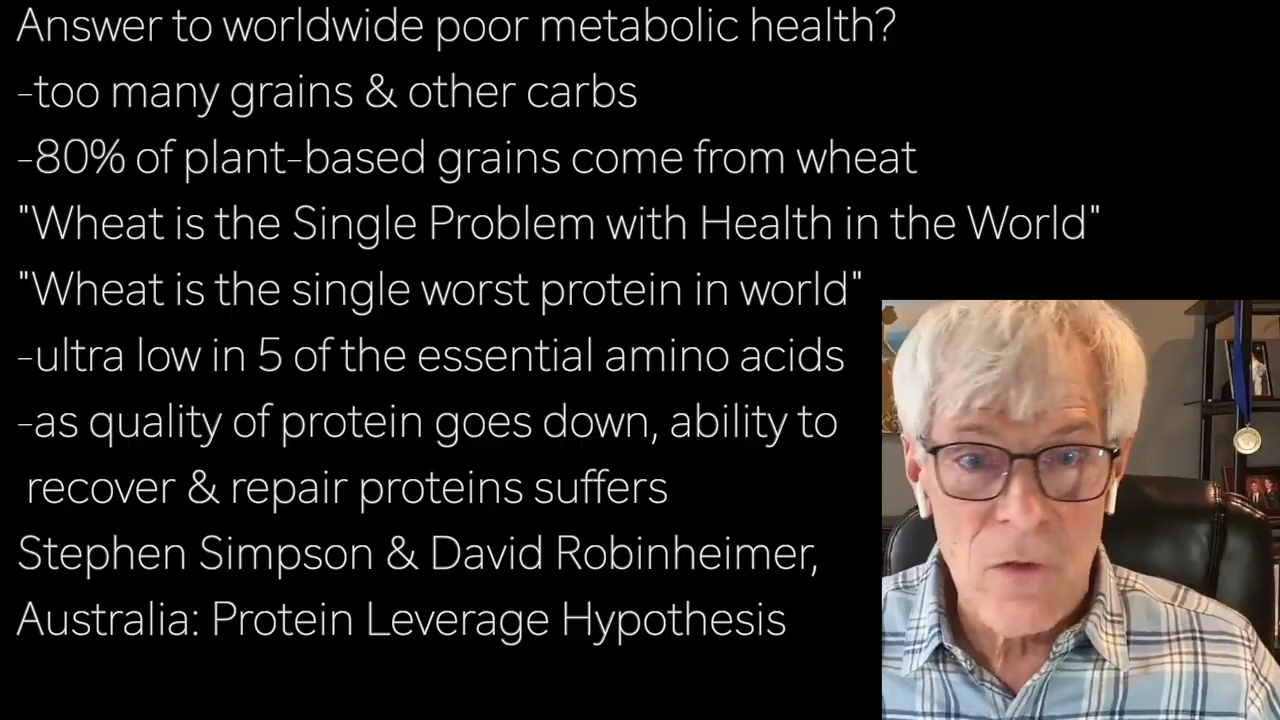 Answer to worldwide poor metabolic health?
-too many grains & other carbs
-80% of plant-based grains come from wheat
"Wheat is the Single Problem with Health in the World"
"Wheat is the single worst protein in world"
-ultra low in 5 of the essential amino acids
-as quality of protein goes down, ability to
recover & repair proteins suffers
Stephen Simpson & David Robinheimer,
Australia: Protein Leverage Hypothesis